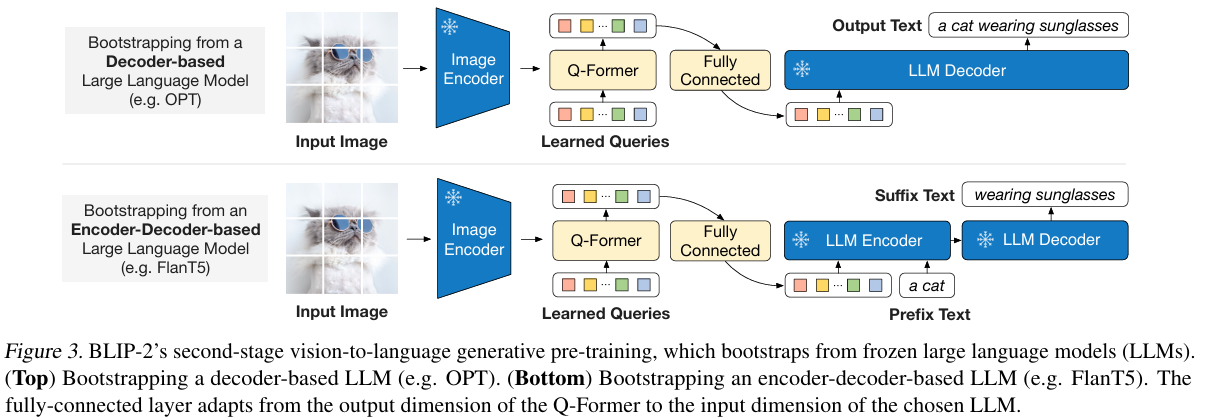 Bootstrapping from a
Decoder-based
Large Language Model
(e.g. OPT)
Input Image
Image
Encoder
Q-Former
Learned Queries
Fully
Connected
Output Text
a cat wearing sunglasses
LLM Decoder
Bootstrapping from an
Encoder-Decoder-based
Large Language Model
(e.g. FlanT5)
Input Image
Image
Encoder
Q-Former
Learned Queries
Fully
Connected
Suffix Text
wearing sunglasses
LLM Encoder
LLM Decoder
a cat
Prefix Text
Figure 3. BLIP-2's second-stage vision-to-language generative pre-training, which bootstraps from frozen large language models (LLMs).
(Top) Bootstrapping a decoder-based LLM (e.g. OPT). (Bottom) Bootstrapping an encoder-decoder-based LLM (e.g. FlanT5). The
fully-connected layer adapts from the output dimension of the Q-Former to the input dimension of the chosen LLM.